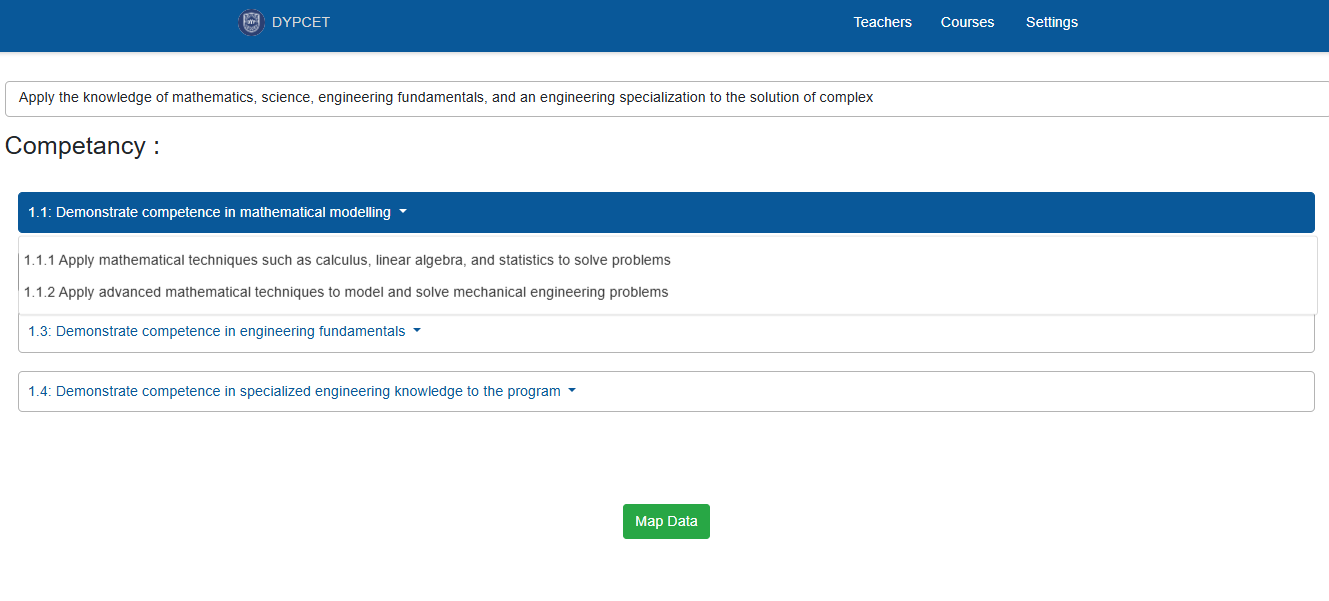 DYPCET
Teachers Courses Settings
Apply the knowledge of mathematics, science, engineering fundamentals, and an engineering specialization to the solution of complex
Competancy :
1.1: Demonstrate competence in mathematical modelling
1.1.1 Apply mathematical techniques such as calculus, linear algebra, and statistics to solve problems
1.1.2 Apply advanced mathematical techniques to model and solve mechanical engineering problems
1.3: Demonstrate competence in engineering fundamentals
1.4: Demonstrate competence in specialized engineering knowledge to the program
Map Data